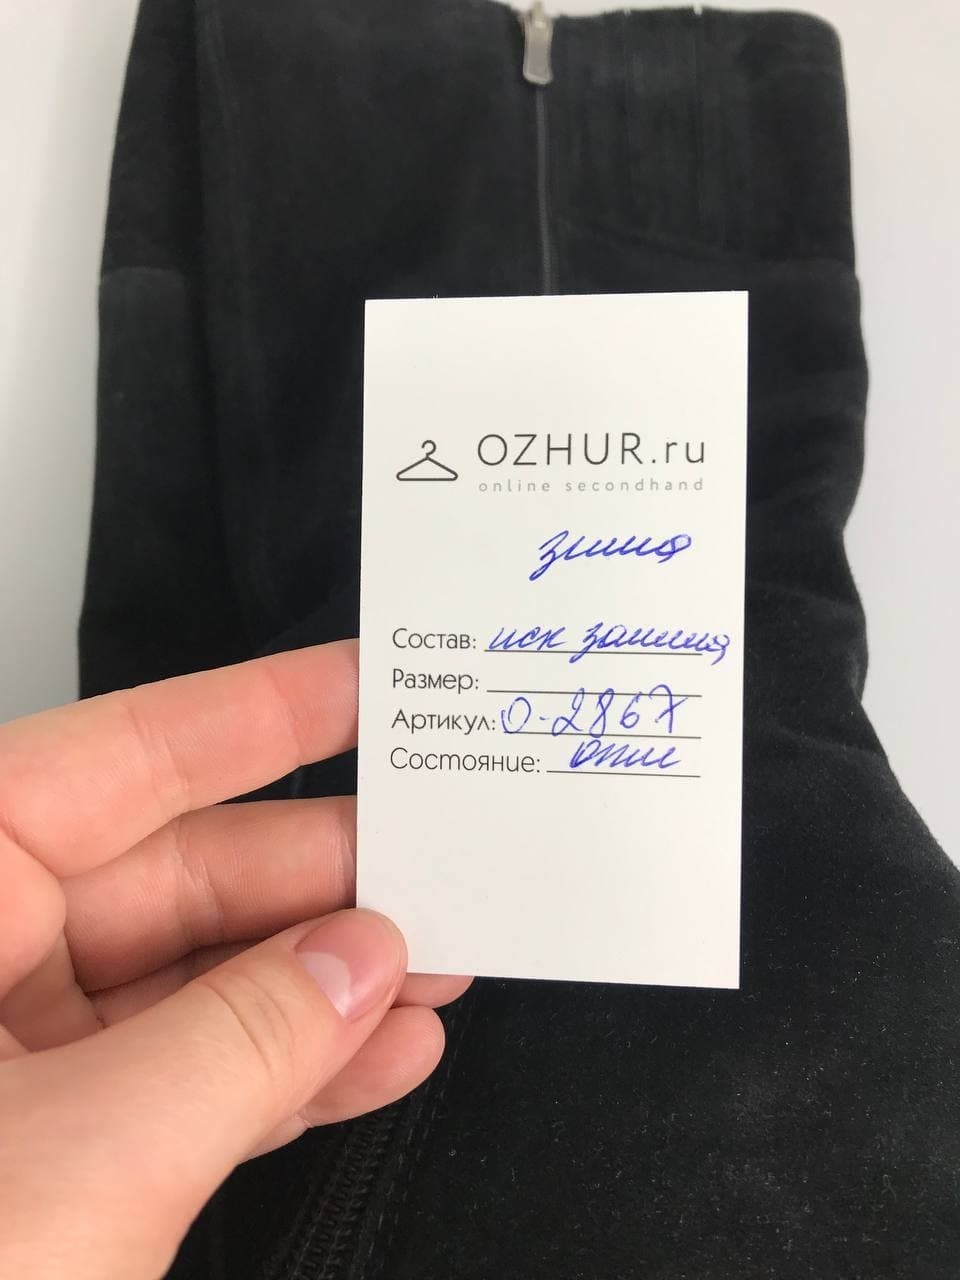 OZHUR.ru
online secondhand
зима
Состав: иск замша
Размер:
Артикул: О-2867
Состояние: отл